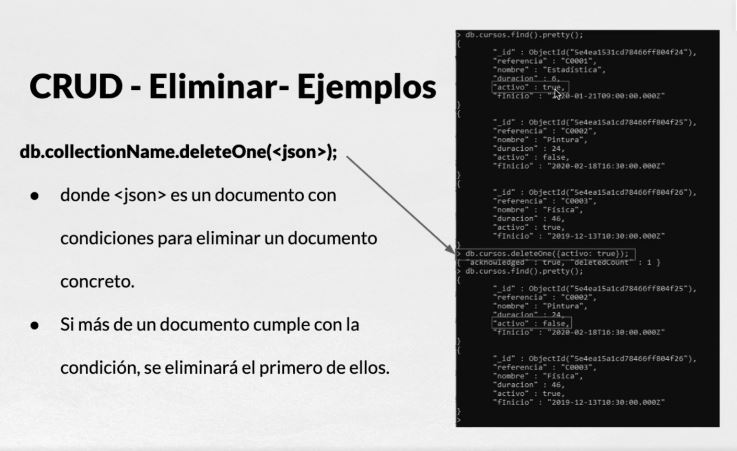 CRUD - Eliminar- Ejemplos
db.collectionName.deleteOne(<json>);
● donde <json> es un documento con
condiciones para eliminar un documento
concreto.
● Si más de un documento cumple con la
condición, se eliminará el primero de ellos.
> db.cursos.find().pretty();
{
"_id" : ObjectId("5e4ea1531cd78466ff804f24"),
"referencia" : "C0001",
"nombre" : "Estadística",
"duracion" : 6,
"activo" : true,
"fInicio" : "2020-01-21T09:00:00.000Z"
}
{
"_id" : ObjectId("5e4ea15a1cd78466ff804f25"),
"referencia" : "C0002",
"nombre" : "Pintura",
"duracion" : 24,
"activo" : false,
"fInicio" : "2020-02-18T16:30:00.000Z"
}
{
"_id" : ObjectId("5e4ea15a1cd78466ff804f26"),
"referencia" : "C0003",
"nombre" : "Física",
"duracion" : 46,
"activo" : true,
"fInicio" : "2019-12-13T10:30:00.000Z"
}
> db.cursos.deleteOne({activo: true});
{ "acknowledged" : true, "deletedCount" : 1 }
> db.cursos.find().pretty();
{
"_id" : ObjectId("5e4ea15a1cd78466ff804f25"),
"referencia" : "C0002",
"nombre" : "Pintura",
"duracion" : 24,
"activo" : false,
"fInicio" : "2020-02-18T16:30:00.000Z"
}
{
"_id" : ObjectId("5e4ea15a1cd78466ff804f26"),
"referencia" : "C0003",
"nombre" : "Física",
"duracion" : 46,
"activo" : true,
"fInicio" : "2019-12-13T10:30:00.000Z"
}
>